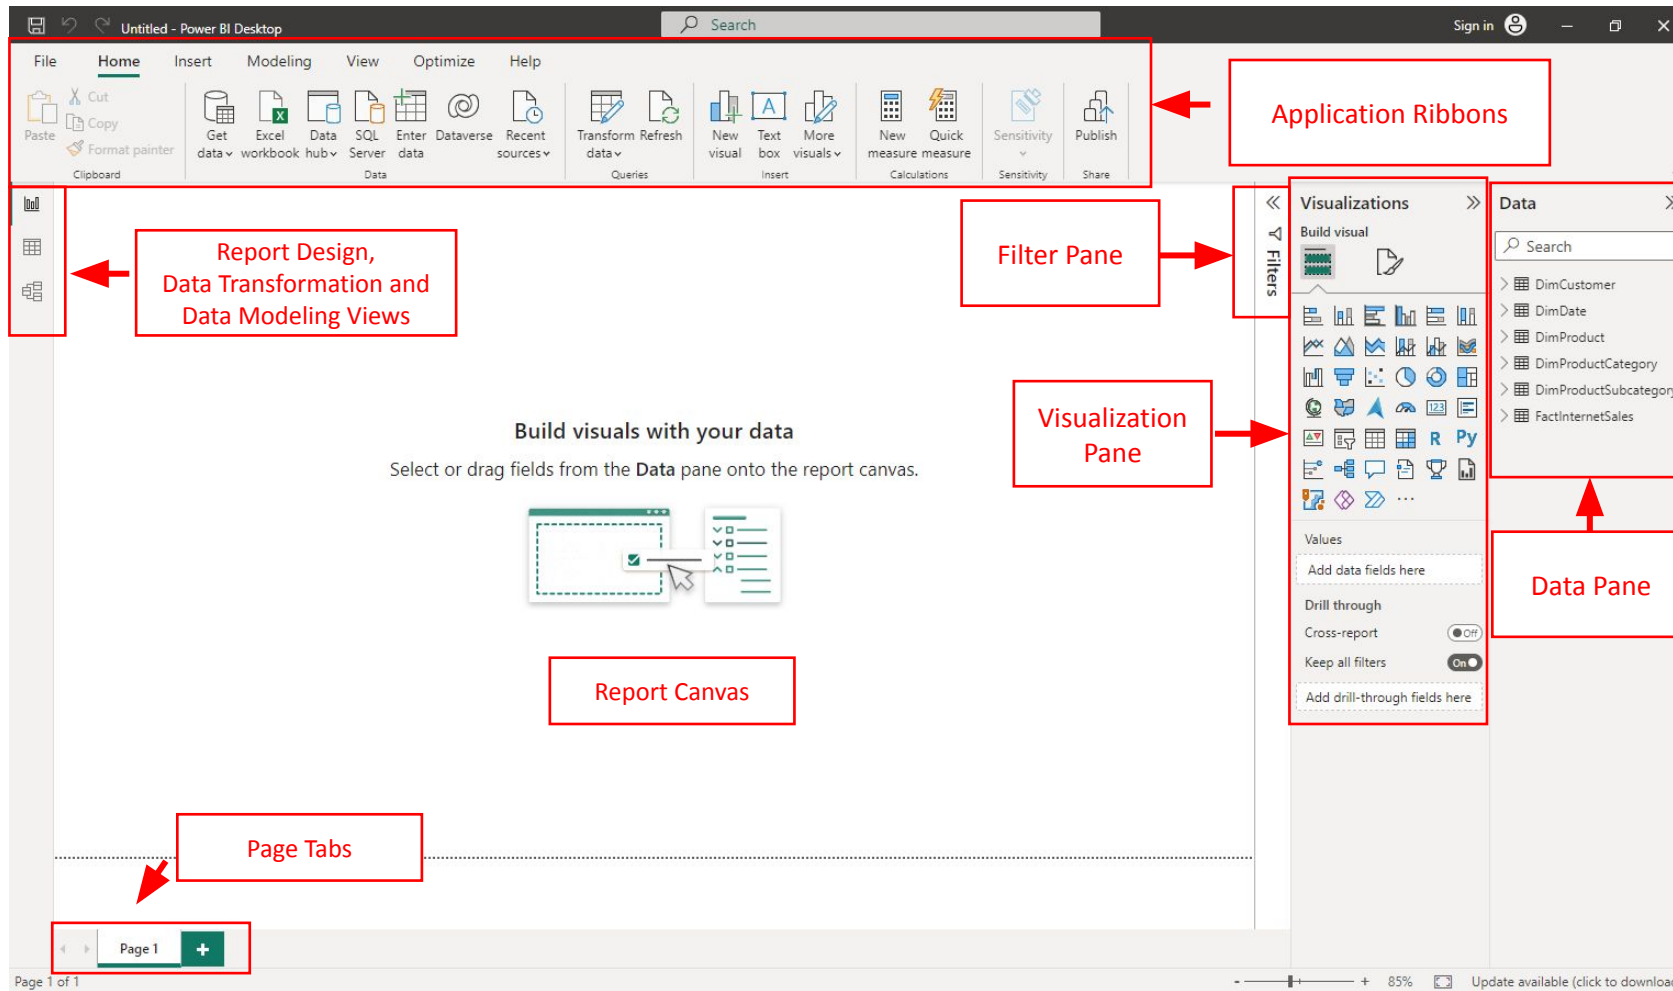 Untitled - Power BI Desktop
Search
Sign in
File Home Insert Modeling View Optimize Help
Paste
Cut
Copy
Format painter
Clipboard
Get data
Excel workbook
Data hub
SQL Server
Enter data
Dataverse
Recent sources
Data
Transform data
Refresh
Queries
New visual
Text box
More visuals
Insert
New measure
Quick measure
Calculations
Sensitivity
Sensitivity
Publish
Share
Application Ribbons
Report Design,
Data Transformation and
Data Modeling Views
Filter Pane
Filters
Visualizations
Build visual
123
R Py
Values
Add data fields here
Drill through
Cross-report Off
Keep all filters On
Add drill-through fields here
Data
Search
DimCustomer
DimDate
DimProduct
DimProductCategory
DimProductSubcategory
FactInternetSales
Visualization
Pane
Data Pane
Build visuals with your data
Select or drag fields from the Data pane onto the report canvas.
Report Canvas
Page Tabs
Page 1 +
Page 1 of 1
- + 85%
Update available (click to download